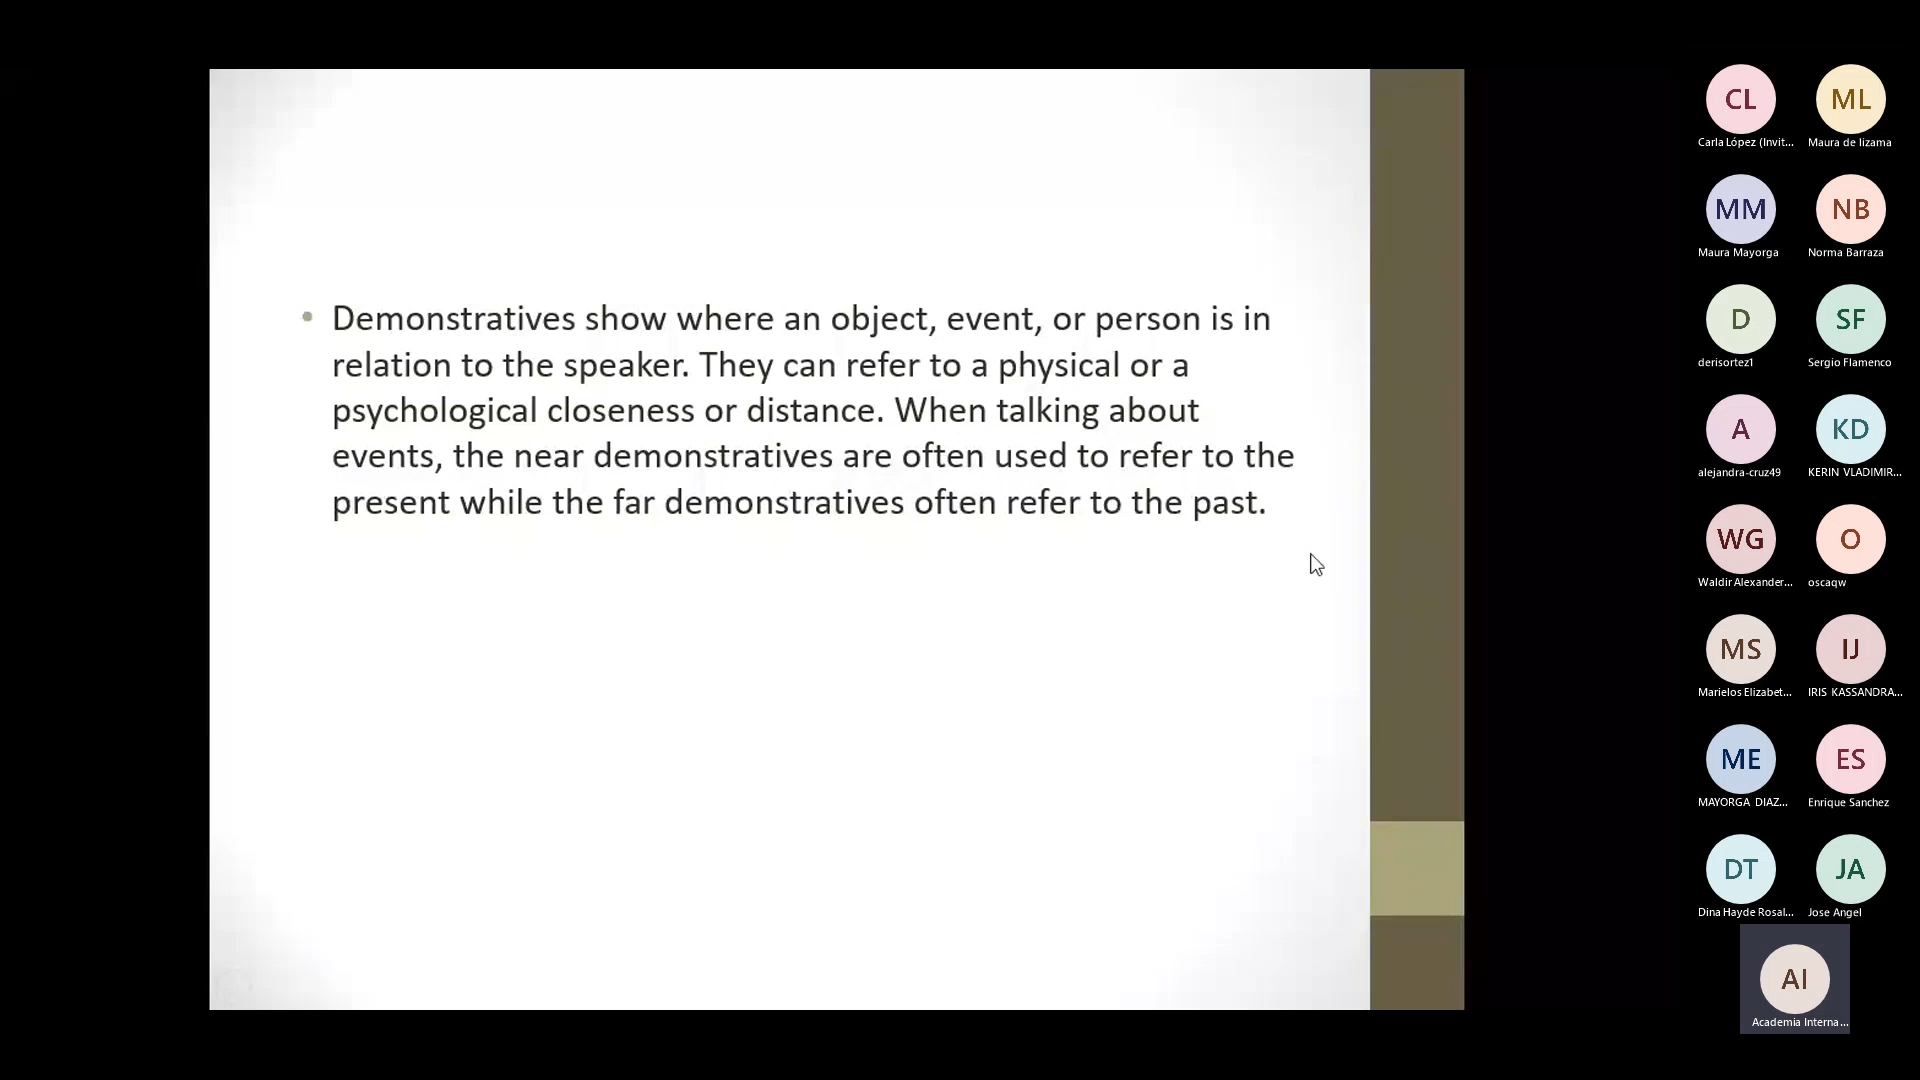 Demonstratives show where an object, event, or person is in
relation to the speaker. They can refer to a physical or a
psychological closeness or distance. When talking about
events, the near demonstratives are often used to refer to the
present while the far demonstratives often refer to the past.
CL
ML
Carla López (Invit...
Maura de lizama
MM
NB
Maura Mayorga
Norma Barraza
D
SF
derisortez1
Sergio Flamenco
A
KD
alejandra-cruz49
KERIN VLADIMIR...
WG
O
Waldir Alexander...
oscaqw
MS
IJ
Marielos Elizabet...
IRIS KASSANDRA...
ME
ES
MAYORGA DIAZ...
Enrique Sanchez
DT
JA
Dina Hayde Rosal...
Jose Angel
AI
Academia Interna...